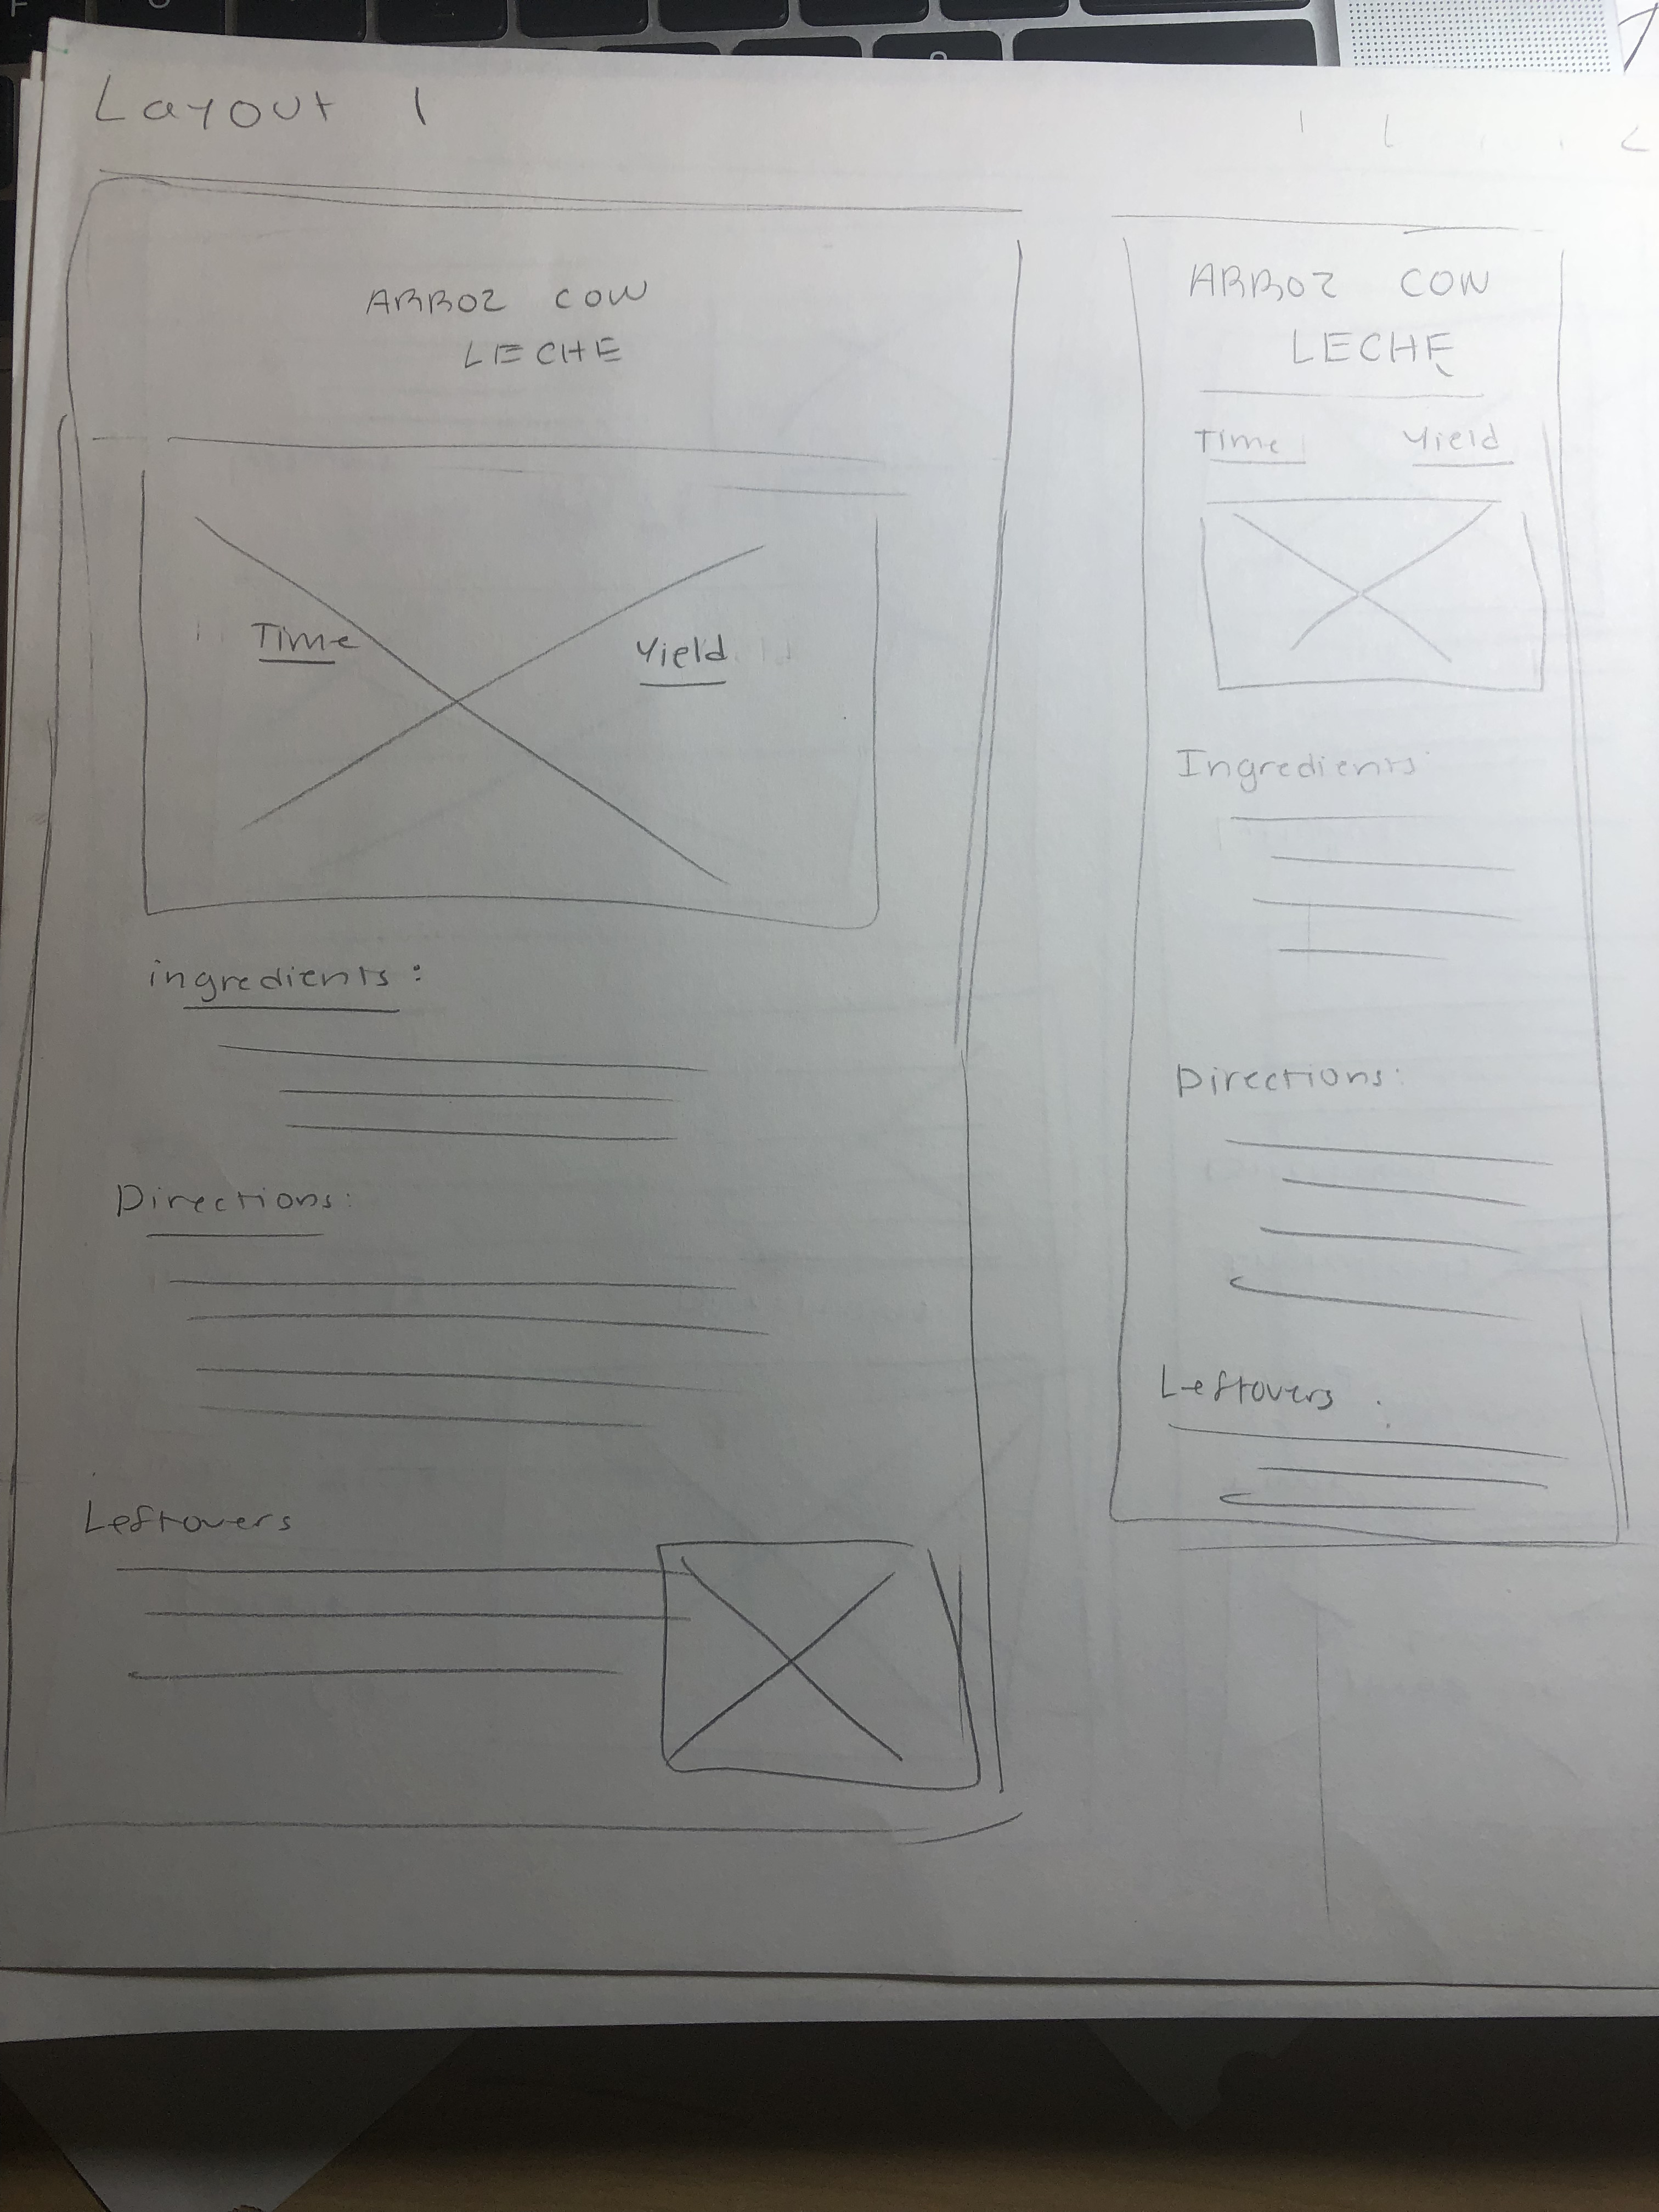 Layout 1
ARROZ CON
LECHE
Time
Yield
ingredients:
Directions:
Leftovers
ARROZ CON
LECHE
Time
Yield
Ingredients
Directions:
Leftovers